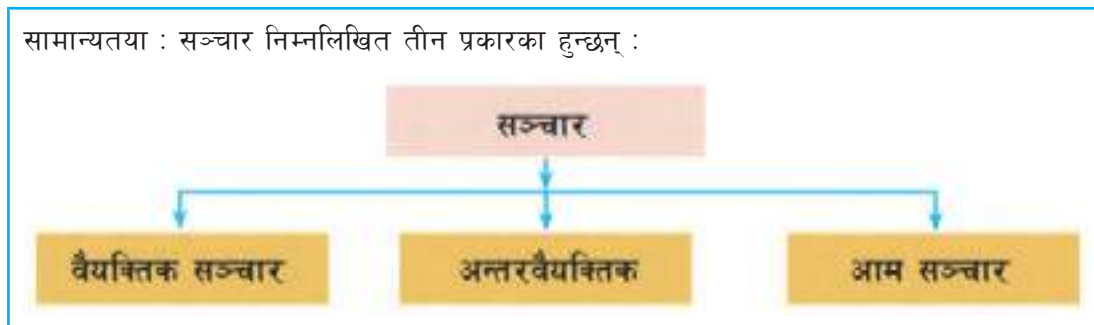 सामान्यतया : सञ्चार निम्नलिखित तीन प्रकारका हुन्छन् :
सञ्चार
वैयक्तिक सञ्चार
अन्तरवैयक्तिक
आम सञ्चार